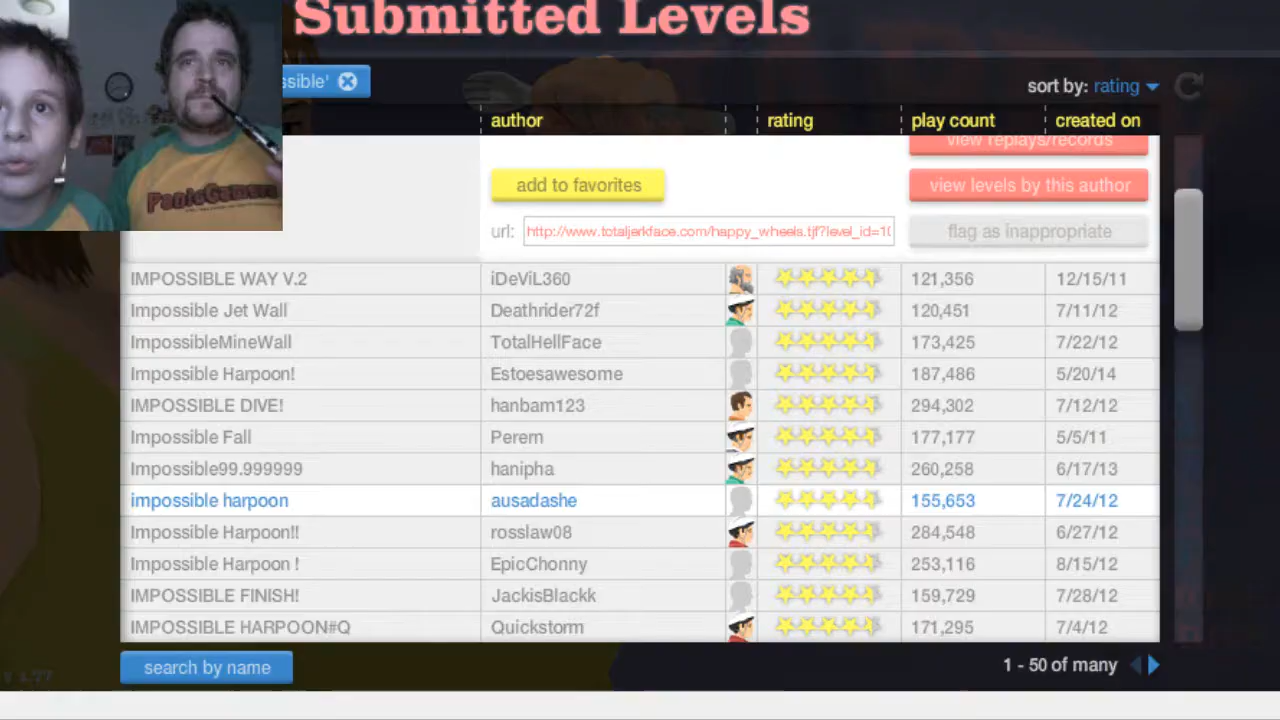 Submitted Levels
ssible'
sort by: rating
author rating play count created on
view replays/records
add to favorites view levels by this author
url: http://www.totaljerkface.com/happy_wheels.tjf?level_id=10 flag as inappropriate
IMPOSSIBLE WAY V.2 iDeViL360 121,356 12/15/11
Impossible Jet Wall Deathrider72f 120,451 7/11/12
ImpossibleMineWall TotalHellFace 173,425 7/22/12
Impossible Harpoon! Estoesawesome 187,486 5/20/14
IMPOSSIBLE DIVE! hanbam123 294,302 7/12/12
Impossible Fall Perem 177,177 5/5/11
Impossible99.999999 hanipha 260,258 6/17/13
impossible harpoon ausadashe 155,653 7/24/12
Impossible Harpoon!! rosslaw08 284,548 6/27/12
Impossible Harpoon ! EpicChonny 253,116 8/15/12
IMPOSSIBLE FINISH! JackisBlackk 159,729 7/28/12
IMPOSSIBLE HARPOON#Q Quickstorm 171,295 7/4/12
search by name 1 - 50 of many
PanicGamers